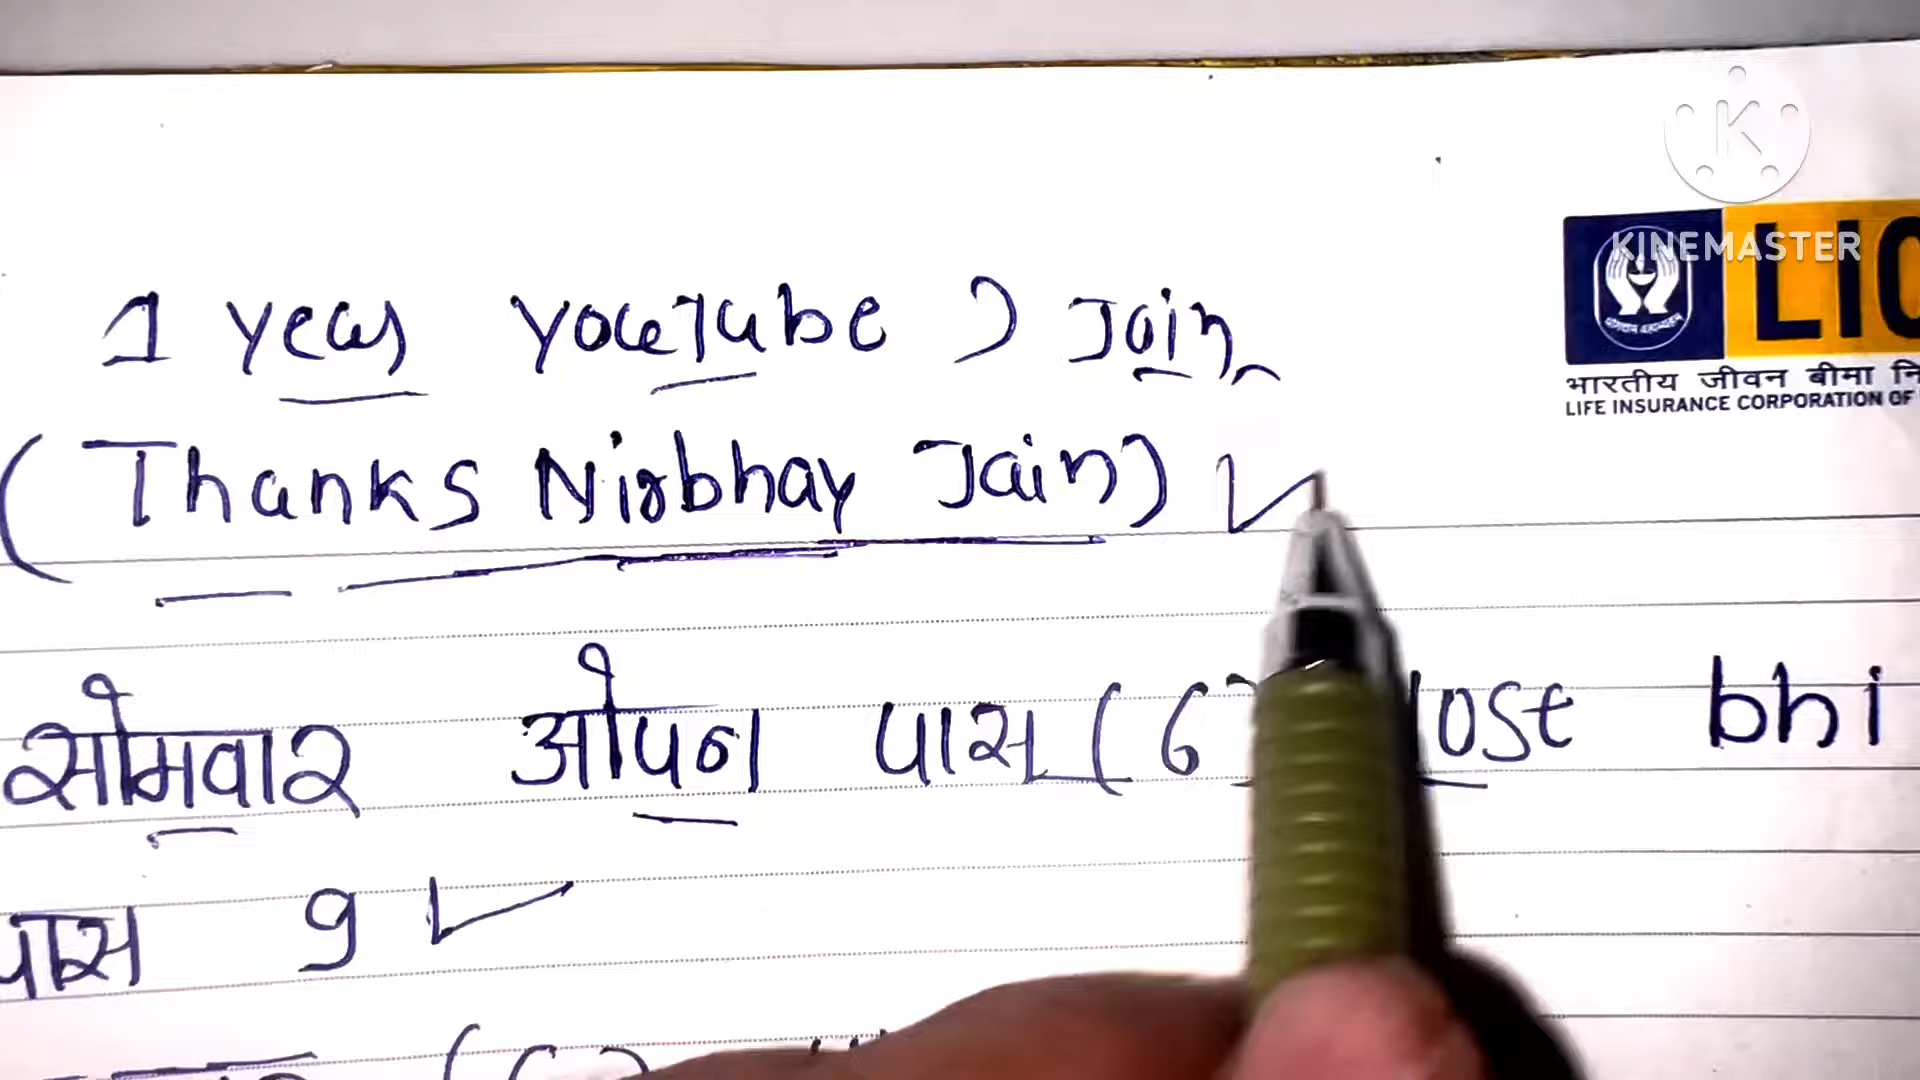 K
KINEMASTER
LIC
भारतीय जीवन बीमा नि
LIFE INSURANCE CORPORATION OF
1 Year YouTube ) Join
(Thanks Nirbhay Jain)
सोमवार ओपन पास (6) lose bhi
पास 9